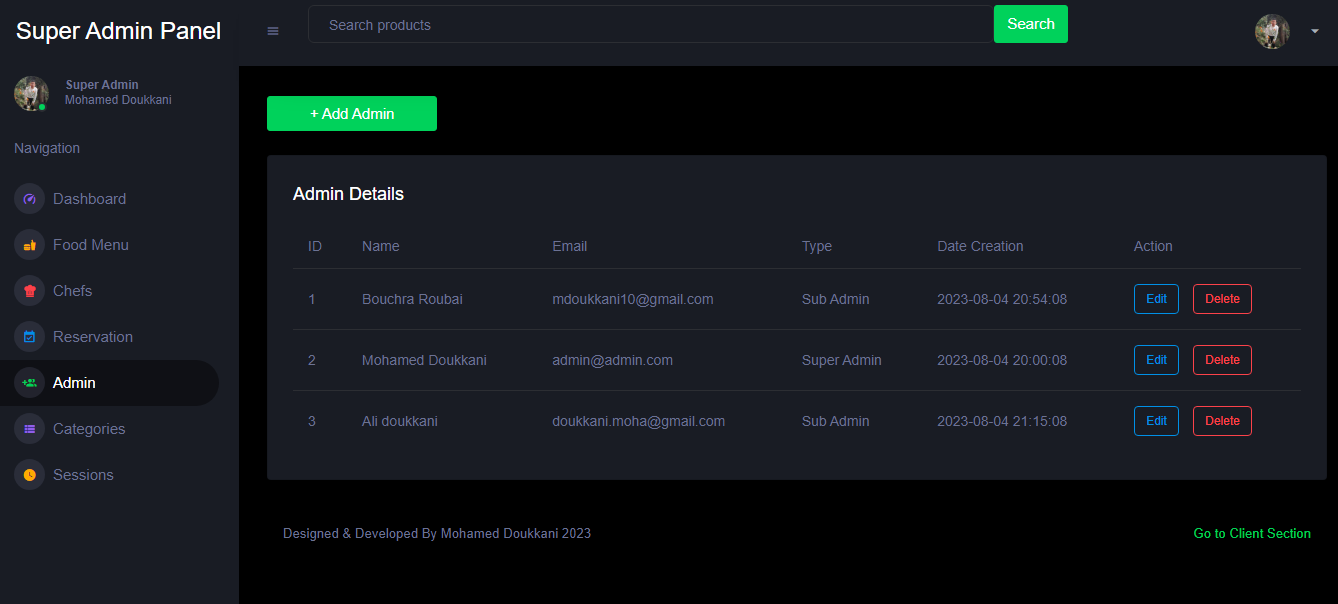 Super Admin Panel
Search products
Search
Super Admin
Mohamed Doukkani
Navigation
Dashboard
Food Menu
Chefs
Reservation
Admin
Categories
Sessions
+ Add Admin
Admin Details
ID Name Email Type Date Creation Action
1 Bouchra Roubai mdoukkani10@gmail.com Sub Admin 2023-08-04 20:54:08 Edit Delete
2 Mohamed Doukkani admin@admin.com Super Admin 2023-08-04 20:00:08 Edit Delete
3 Ali doukkani doukkani.moha@gmail.com Sub Admin 2023-08-04 21:15:08 Edit Delete
Designed & Developed By Mohamed Doukkani 2023
Go to Client Section